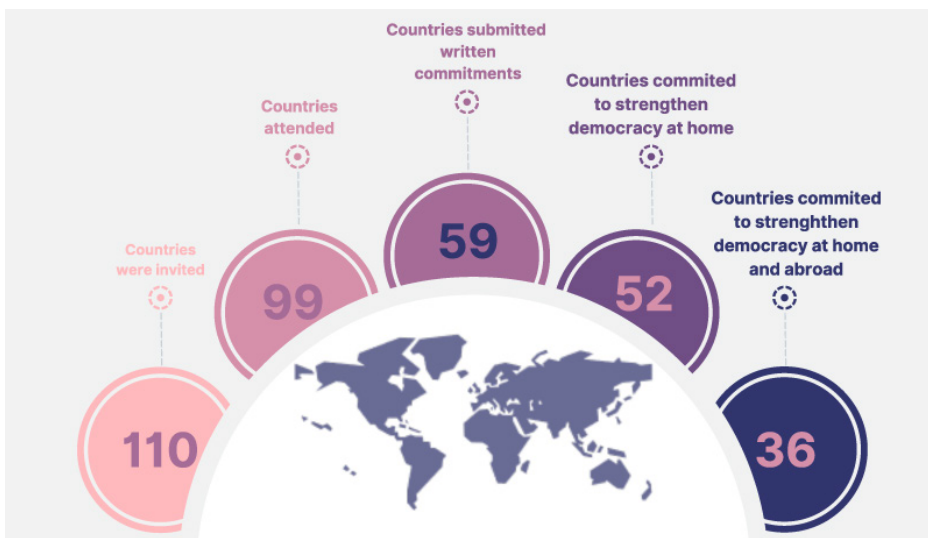 Countries submitted
written
commitments
Countries commited
to strengthen
democracy at home
Countries
attended
Countries commited
to strenghthen
democracy at home
and abroad
Countries
were invited
59
52
99
110
36